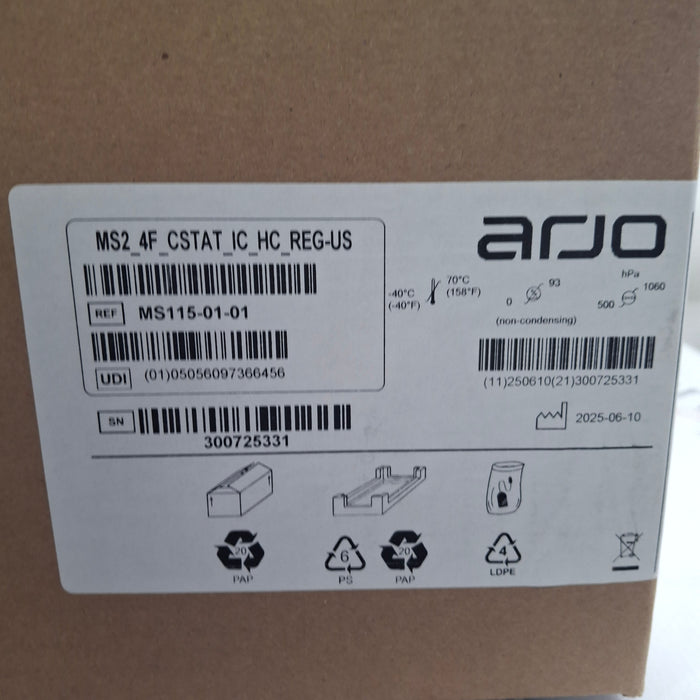 MS2_4F_CSTAT_IC_HC_REG-US
arjo
REF MS115-01-01
-40°C
(-40°F)
70°C
(158°F)
0
93
(non-condensing)
hPa
500
1060
UDI (01)05056097366456
(11)250610(21)300725331
SN
300725331
2025-06-10
20
PAP
6
PS
20
PAP
4
LDPE